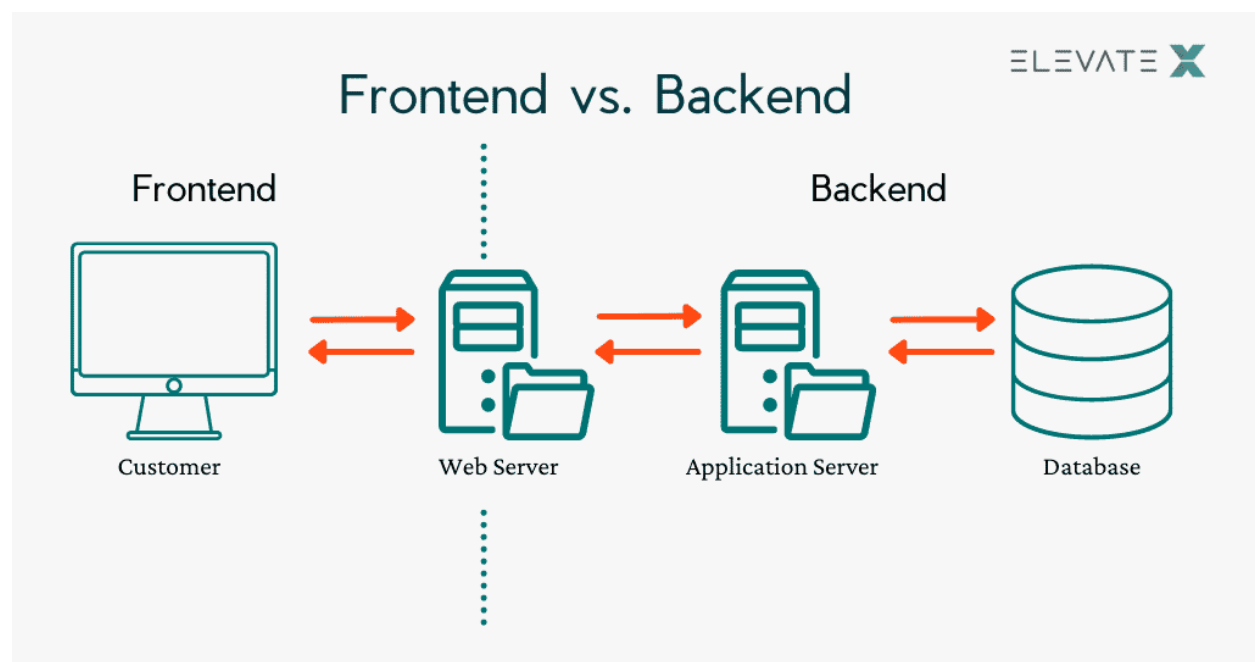 ELEVATE X
Frontend vs. Backend
Frontend
Backend
Customer
Web Server
Application Server
Database